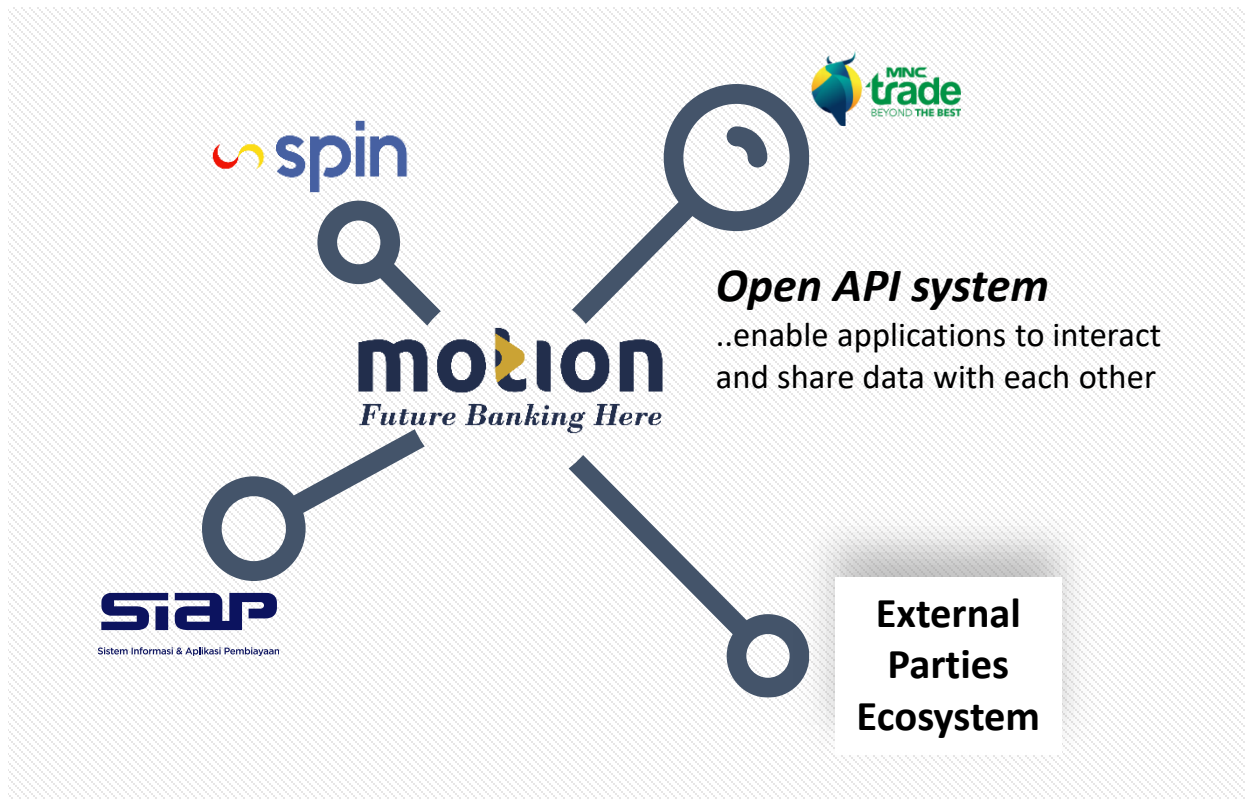 MNC
trade
BEYOND THE BEST
spin
Open API system
..enable applications to interact
and share data with each other
motion
Future Banking Here
SIAP
Sistem Informasi & Aplikasi Pembiayaan
External
Parties
Ecosystem